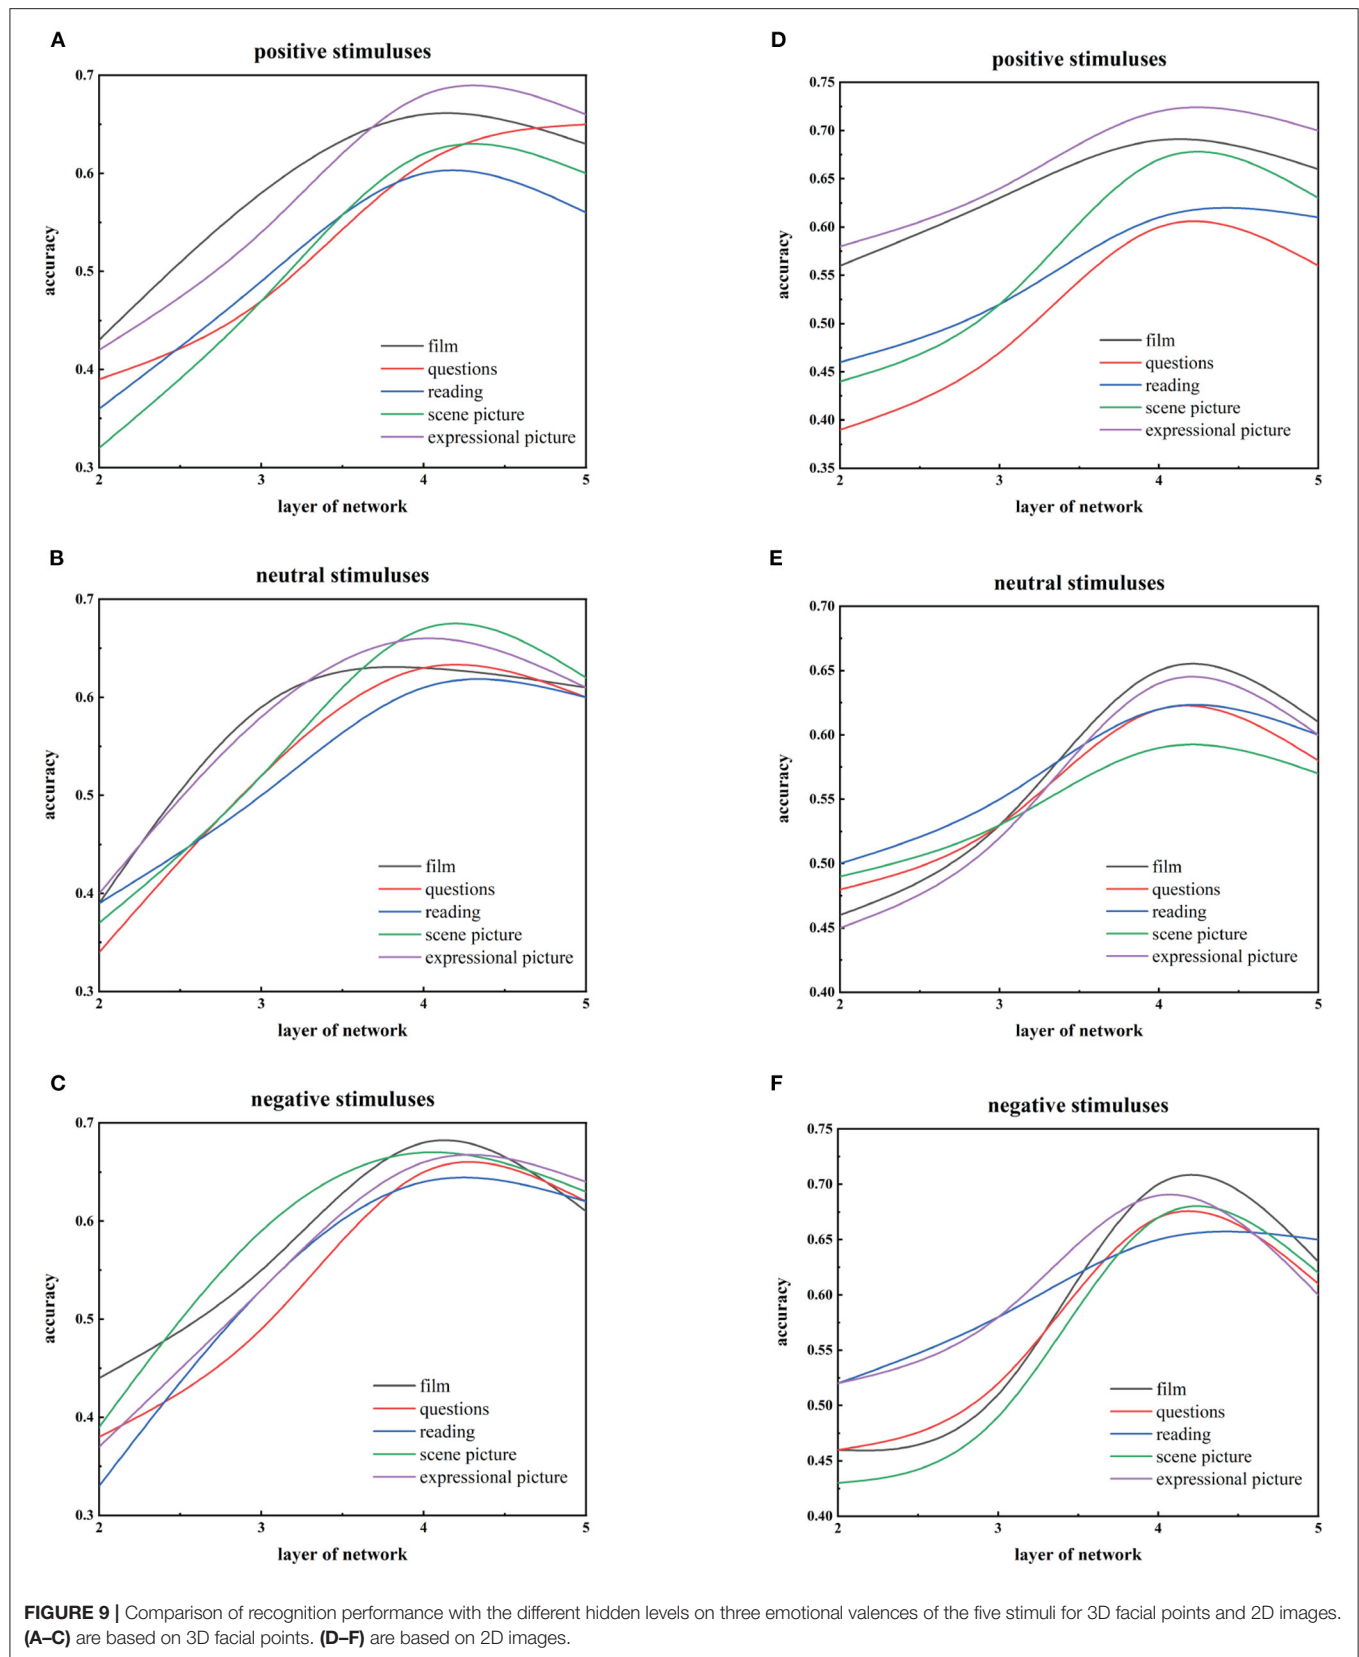 A
positive stimuluses
0.7
0.6
0.5
0.4
0.3
accuracy
film
questions
reading
scene picture
expressional picture
2 3 4 5
layer of network
D
positive stimuluses
0.75
0.70
0.65
0.60
0.55
0.50
0.45
0.40
0.35
accuracy
film
questions
reading
scene picture
expressional picture
2 3 4 5
layer of network
B
neutral stimuluses
0.7
0.6
0.5
0.4
0.3
accuracy
film
questions
reading
scene picture
expressional picture
2 3 4 5
layer of network
E
neutral stimuluses
0.70
0.65
0.60
0.55
0.50
0.45
0.40
accuracy
film
questions
reading
scene picture
expressional picture
2 3 4 5
layer of network
C
negative stimuluses
0.7
0.6
0.5
0.4
0.3
accuracy
film
questions
reading
scene picture
expressional picture
2 3 4 5
layer of network
F
negative stimuluses
0.75
0.70
0.65
0.60
0.55
0.50
0.45
0.40
accuracy
film
questions
reading
scene picture
expressional picture
2 3 4 5
layer of network
FIGURE 9 | Comparison of recognition performance with the different hidden levels on three emotional valences of the five stimuli for 3D facial points and 2D images.
(A–C) are based on 3D facial points. (D–F) are based on 2D images.